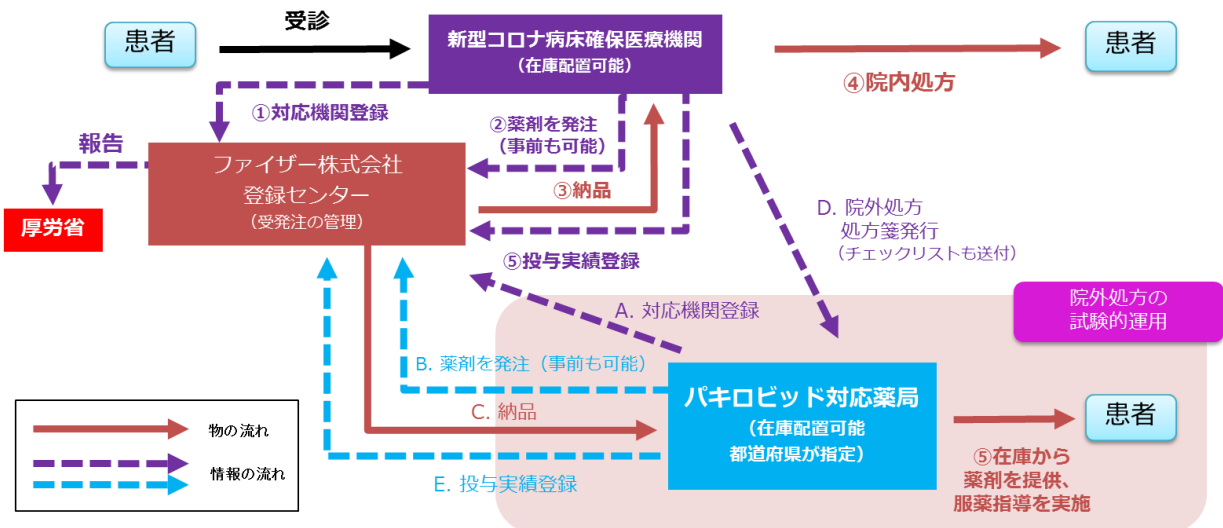 患者
受診
新型コロナ病床確保医療機関
（在庫配置可能）
患者
④院内処方
①対応機関登録
②薬剤を発注
（事前も可能）
報告
ファイザー株式会社
登録センター
（受発注の管理）
③納品
厚労省
D. 院外処方
処方箋発行
（チェックリストも送付）
⑤投与実績登録
院外処方の
試験的運用
A. 対応機関登録
B. 薬剤を発注（事前も可能）
パキロビッド対応薬局
（在庫配置可能
都道府県が指定）
患者
C. 納品
物の流れ
情報の流れ
E. 投与実績登録
⑤在庫から
薬剤を提供、
服薬指導を実施